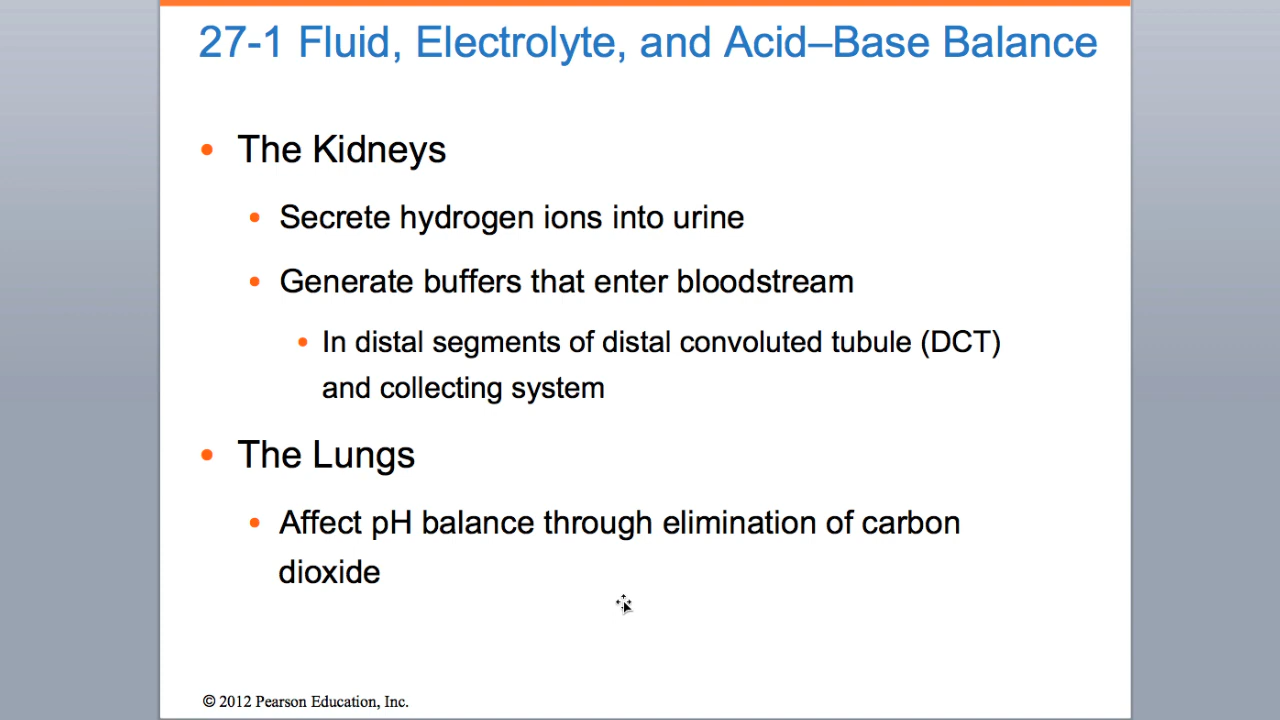 27-1 Fluid, Electrolyte, and Acid–Base Balance
• The Kidneys
• Secrete hydrogen ions into urine
• Generate buffers that enter bloodstream
• In distal segments of distal convoluted tubule (DCT)
and collecting system
• The Lungs
• Affect pH balance through elimination of carbon
dioxide
© 2012 Pearson Education, Inc.